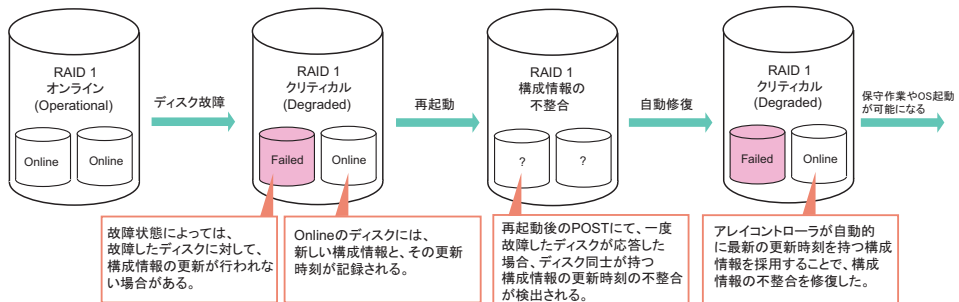 RAID 1
オンライン
(Operational)
Online
Online
ディスク故障
RAID 1
クリティカル
(Degraded)
Failed
Online
再起動
RAID 1
構成情報の
不整合
?
?
自動修復
RAID 1
クリティカル
(Degraded)
Failed
Online
保守作業やOS起動
が可能になる
故障状態によっては、
故障したディスクに対して、
構成情報の更新が行われな
い場合がある。
Onlineのディスクには、
新しい構成情報と、その更新
時刻が記録される。
再起動後のPOSTにて、一度
故障したディスクが応答した
場合、ディスク同士が持つ
構成情報の更新時刻の不整合
が検出される。
アレイコントローラが自動的
に最新の更新時刻を持つ構成
情報を採用することで、構成
情報の不整合を修復した。